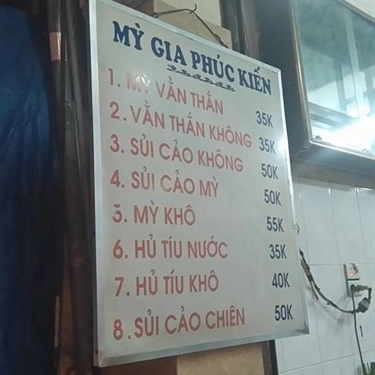 MỲ GIA PHÚC KIẾN
1. MỲ VẰN THẮN 35K
2. VẰN THẮN KHÔNG 35K
3. SỦI CẢO KHÔNG 50K
4. SỦI CẢO MỲ 50K
5. MỲ KHÔ 55K
6. HỦ TÍU NƯỚC 35K
7. HỦ TÍU KHÔ 40K
8. SỦI CẢO CHIÊN 50K